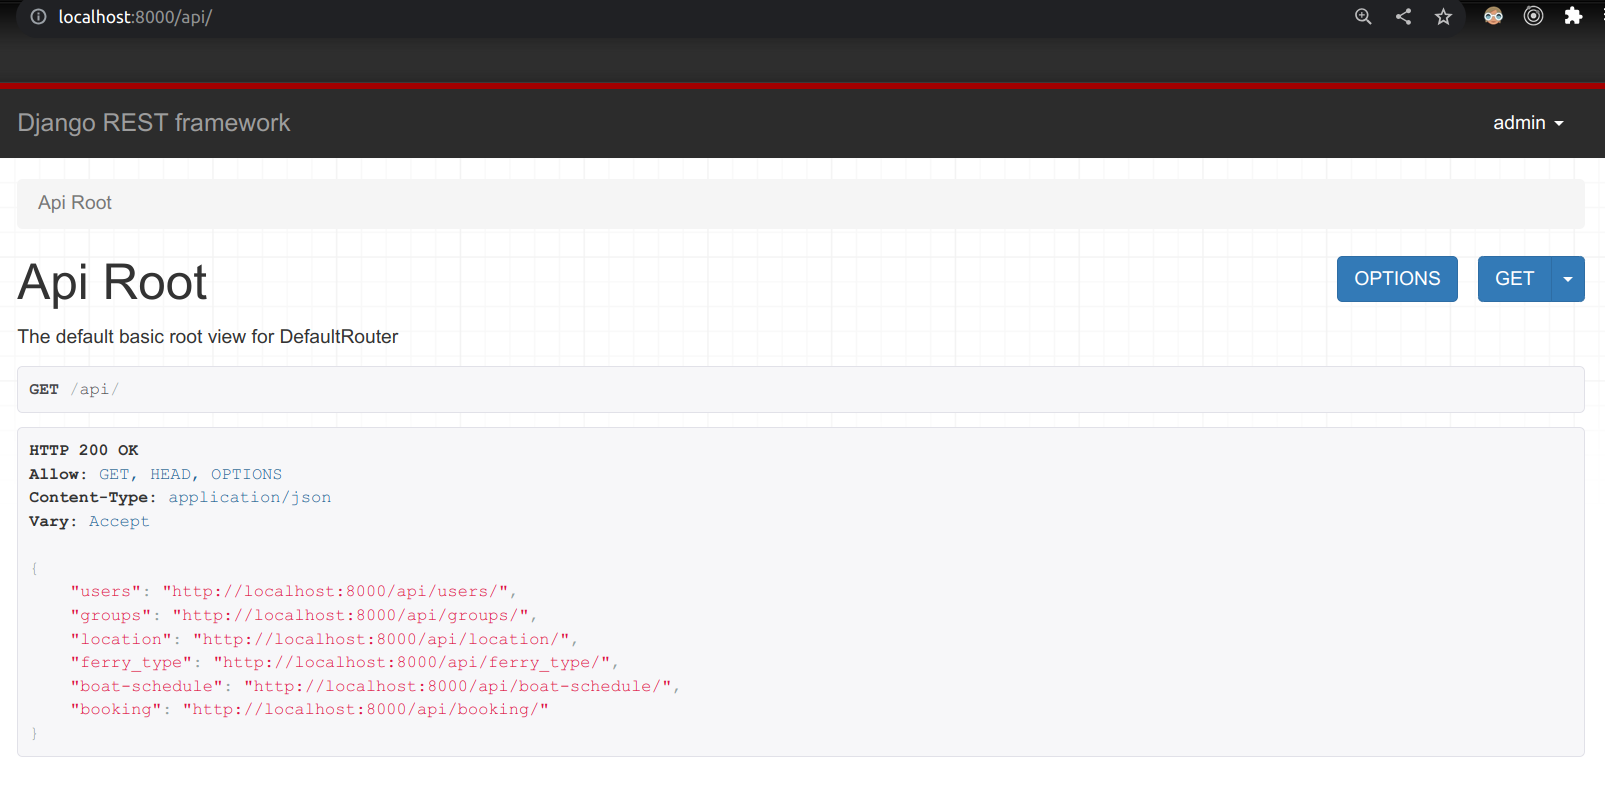 localhost:8000/api/
Django REST framework
admin
Api Root
Api Root
OPTIONS
GET
The default basic root view for DefaultRouter
GET /api/
HTTP 200 OK
Allow: GET, HEAD, OPTIONS
Content-Type: application/json
Vary: Accept
{
    "users": "http://localhost:8000/api/users/",
    "groups": "http://localhost:8000/api/groups/",
    "location": "http://localhost:8000/api/location/",
    "ferry_type": "http://localhost:8000/api/ferry_type/",
    "boat-schedule": "http://localhost:8000/api/boat-schedule/",
    "booking": "http://localhost:8000/api/booking/"
}